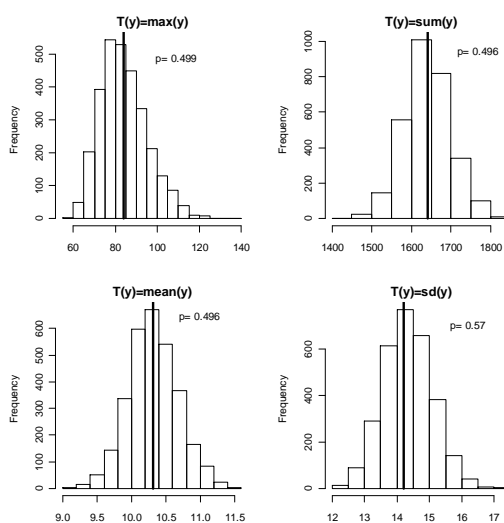 T(y)=max(y)
p= 0.499
Frequency
0 100 200 300 400 500
60 80 100 120 140
T(y)=sum(y)
p= 0.496
Frequency
0 200 400 600 800 1000
1400 1500 1600 1700 1800
T(y)=mean(y)
p= 0.496
Frequency
0 100 200 300 400 500 600
9.0 9.5 10.0 10.5 11.0 11.5
T(y)=sd(y)
p= 0.57
Frequency
0 200 400 600
12 13 14 15 16 17